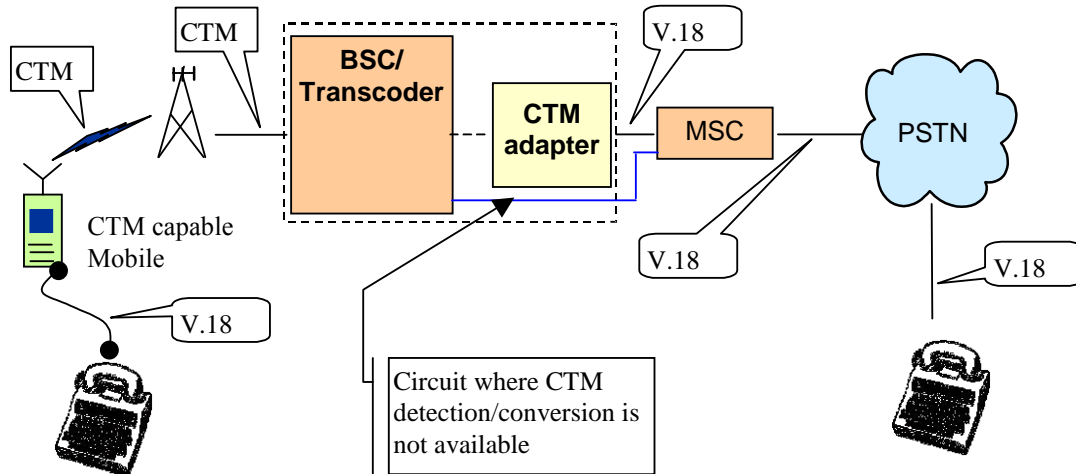 CTM
CTM
BSC/
Transcoder
CTM
adapter
V.18
MSC
PSTN
CTM capable
Mobile
V.18
V.18
V.18
Circuit where CTM
detection/conversion is
not available